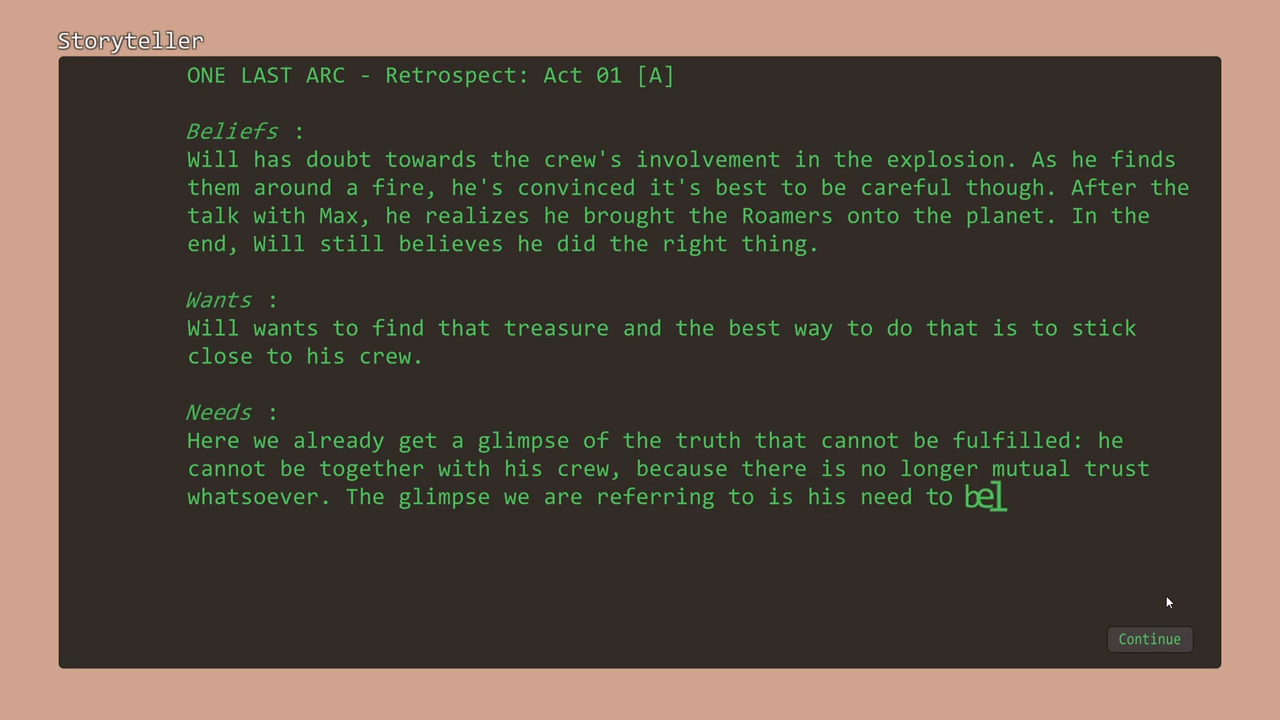 Storyteller
ONE LAST ARC - Retrospect: Act 01 [A]
Beliefs :
Will has doubt towards the crew's involvement in the explosion. As he finds
them around a fire, he's convinced it's best to be careful though. After the
talk with Max, he realizes he brought the Roamers onto the planet. In the
end, Will still believes he did the right thing.
Wants :
Will wants to find that treasure and the best way to do that is to stick
close to his crew.
Needs :
Here we already get a glimpse of the truth that cannot be fulfilled: he
cannot be together with his crew, because there is no longer mutual trust
whatsoever. The glimpse we are referring to is his need to bel
Continue